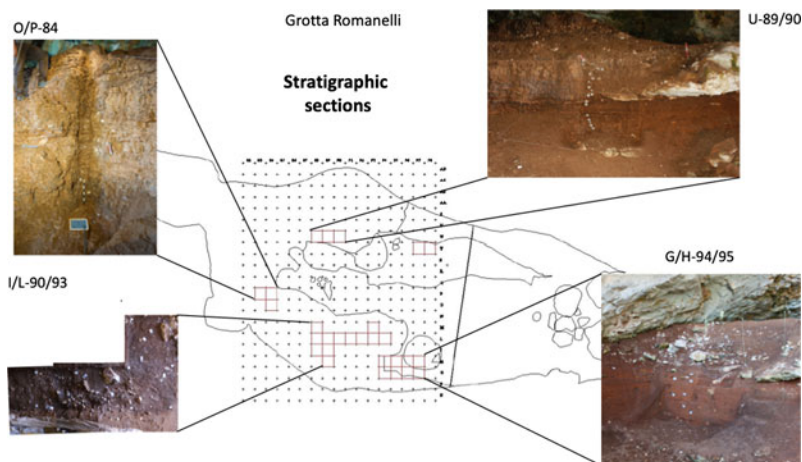 O/P-84
Grotta Romanelli
U-89/90
Stratigraphic
sections
G/H-94/95
I/L-90/93